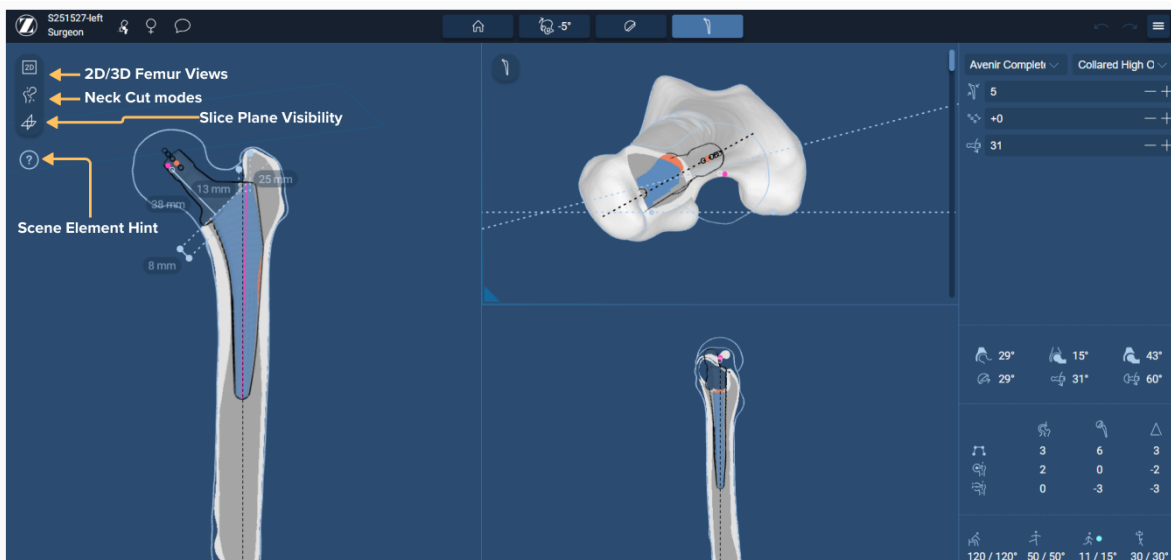 S251527-left
Surgeon
-5°
2D
2D/3D Femur Views
Neck Cut modes
Slice Plane Visibility
?
Scene Element Hint
13 mm
25 mm
38 mm
8 mm
Avenir Complete
Collared High O
5
+0
31
29° 15° 43°
29° 31° 60°
3 6 3
2 0 -2
0 -3 -3
120 / 120° 50 / 50° 11 / 15° 30 / 30°